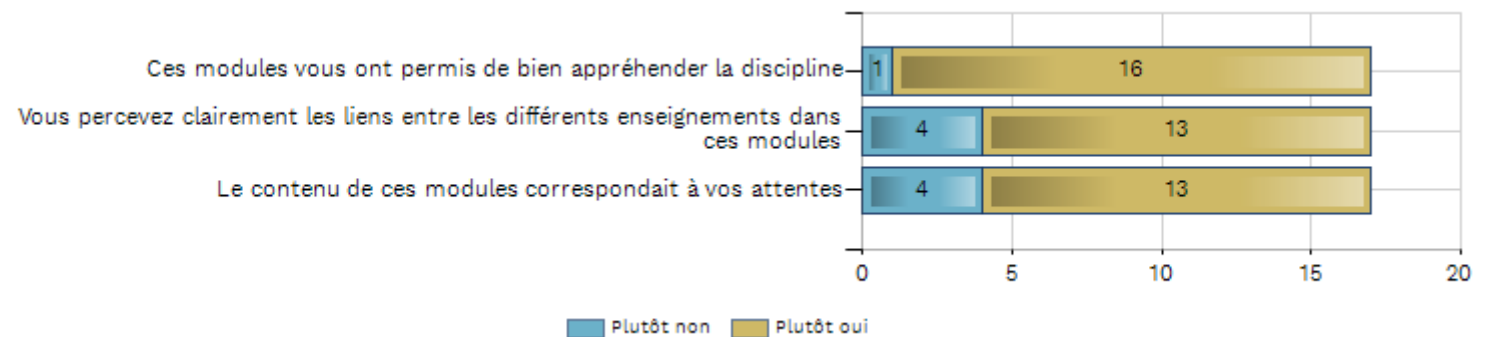 Ces modules vous ont permis de bien appréhender la discipline
1 16
Vous percevez clairement les liens entre les différents enseignements dans
ces modules
4 13
Le contenu de ces modules correspondait à vos attentes
4 13
0 5 10 15 20
Plutôt non Plutôt oui